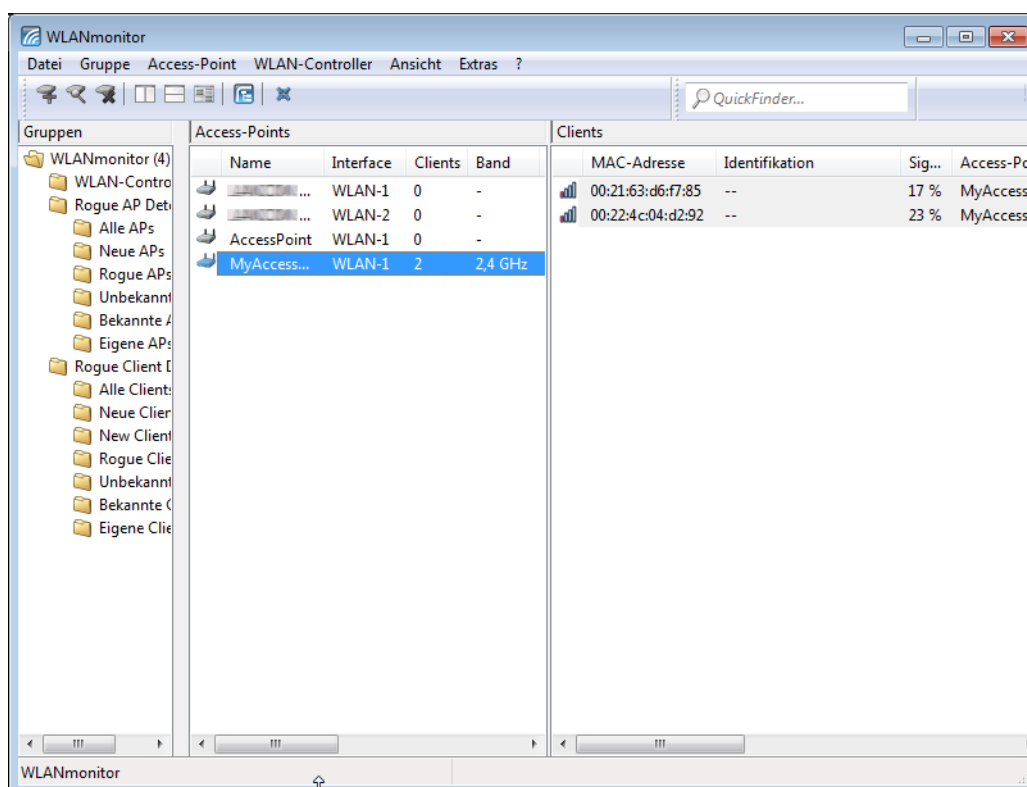 WLANmonitor
Datei Gruppe Access-Point WLAN-Controller Ansicht Extras ?
QuickFinder...
Gruppen Access-Points Clients
WLANmonitor (4)
WLAN-Contro
Rogue AP Det
Alle APs
Neue APs
Rogue APs
Unbekannt
Bekannte A
Eigene APs
Rogue Client D
Alle Clients
Neue Clien
New Client
Rogue Clie
Unbekannt
Bekannte C
Eigene Clie
Name Interface Clients Band
... WLAN-1 0 -
... WLAN-2 0 -
AccessPoint WLAN-1 0 -
MyAccess... WLAN-1 2 2,4 GHz
MAC-Adresse Identifikation Sig... Access-Po
00:21:63:d6:f7:85 -- 17 % MyAccess
00:22:4c:04:d2:92 -- 23 % MyAccess
WLANmonitor